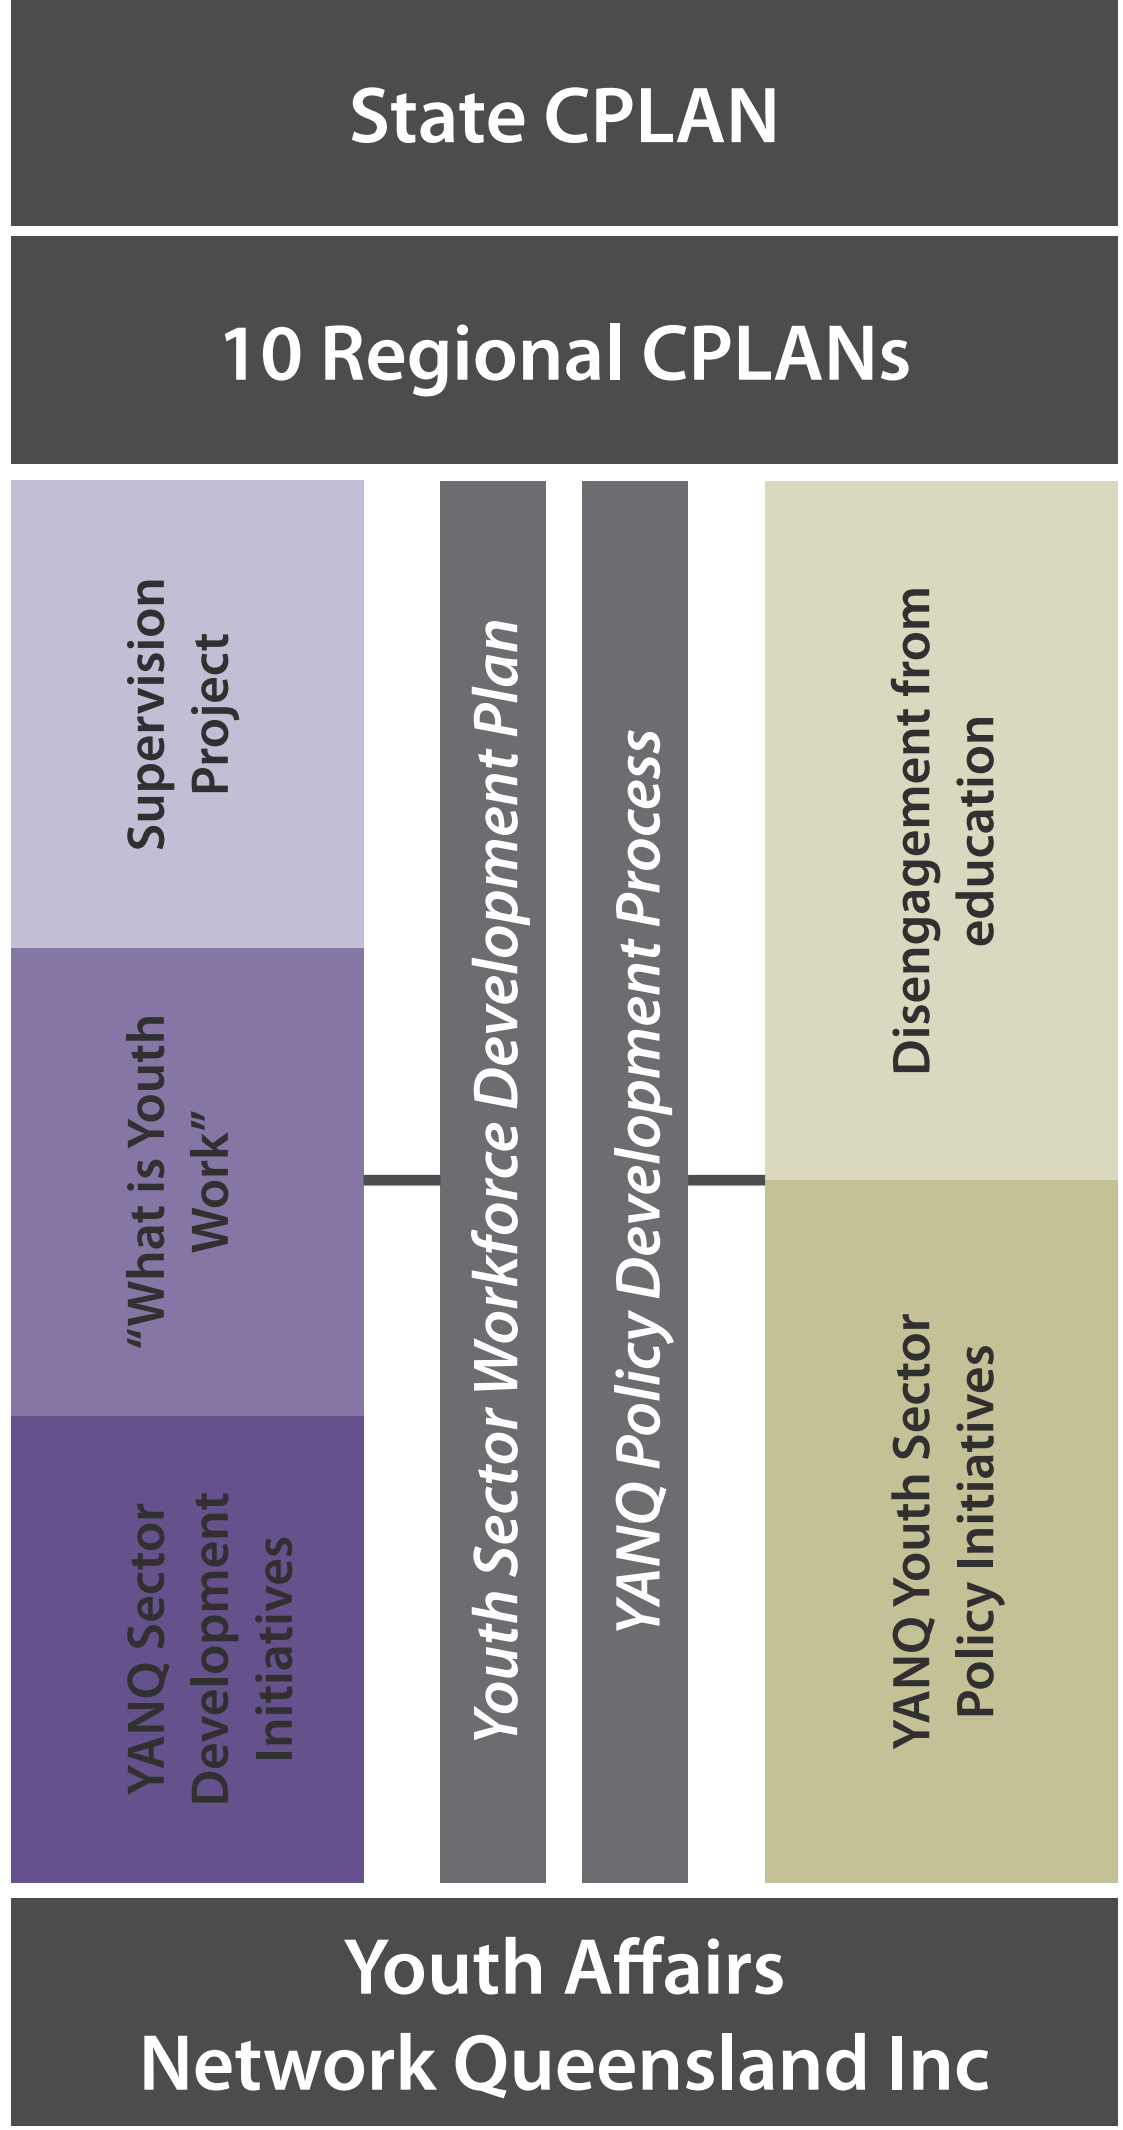 State CPLAN
10 Regional CPLANs
Supervision
Project
“What is Youth
Work”
YANQ Sector
Development
Initiatives
Youth Sector Workforce Development Plan
YANQ Policy Development Process
Disengagement from
education
YANQ Youth Sector
Policy Initiatives
Youth Affairs
Network Queensland Inc